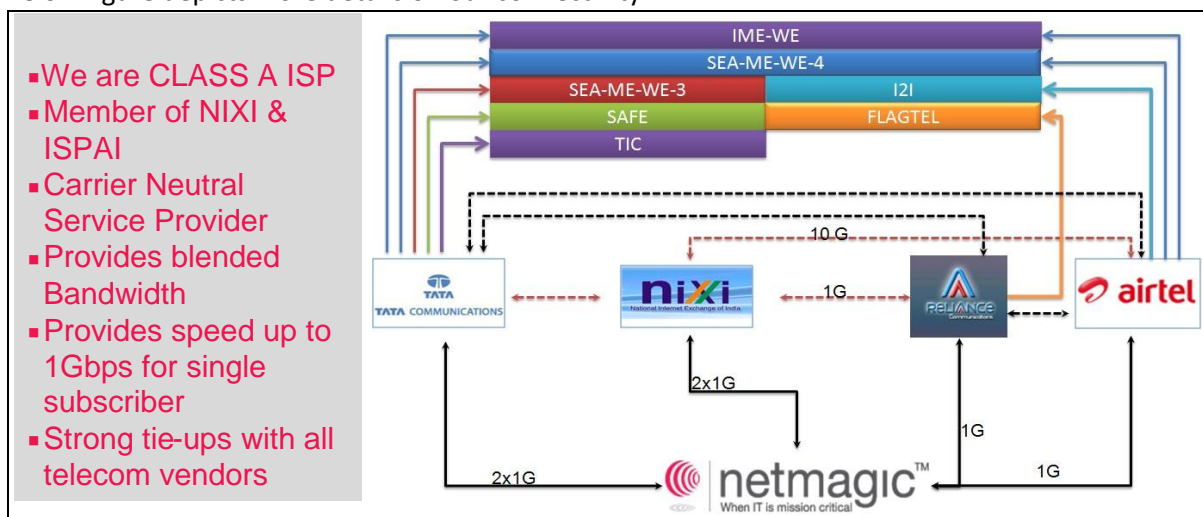 ▪We are CLASS A ISP
▪Member of NIXI &
ISPAI
▪Carrier Neutral
Service Provider
▪Provides blended
Bandwidth
▪Provides speed up to
1Gbps for single
subscriber
▪Strong tie-ups with all
telecom vendors
IME-WE
SEA-ME-WE-4
SEA-ME-WE-3
I2I
SAFE
FLAGTEL
TIC
10 G
TATA
TATA COMMUNICATIONS
nixi
National Internet Exchange of India
1G
RELIANCE
Communications
airtel
2x1G
1G
2x1G
netmagic™
When IT is mission critical
1G